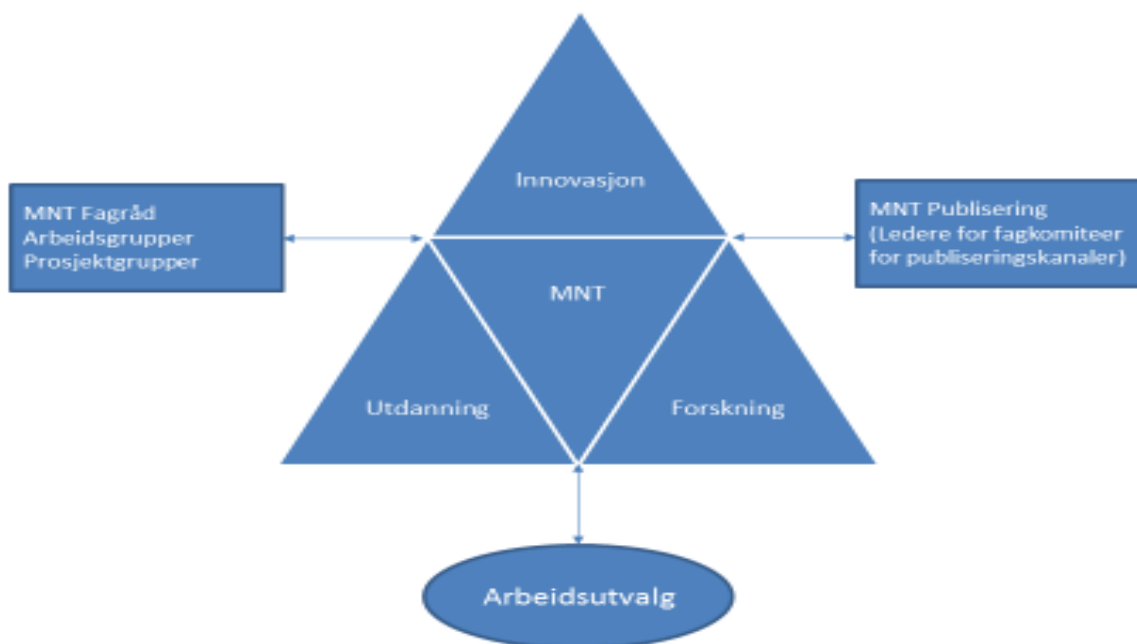 Innovasjon
MNT Fagråd
Arbeidsgrupper
Prosjektgrupper
MNT Publisering
(Ledere for fagkomiteer
for publiseringskanaler)
MNT
Utdanning
Forskning
Arbeidsutvalg